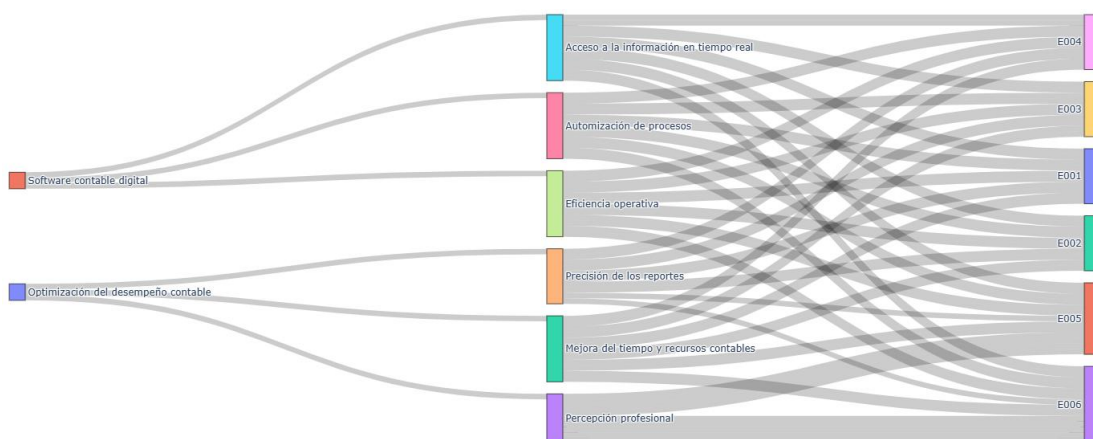 Software contable digital
Optimización del desempeño contable
Acceso a la información en tiempo real
Automización de procesos
Eficiencia operativa
Precisión de los reportes
Mejora del tiempo y recursos contables
Percepción profesional
E004
E003
E001
E002
E005
E006